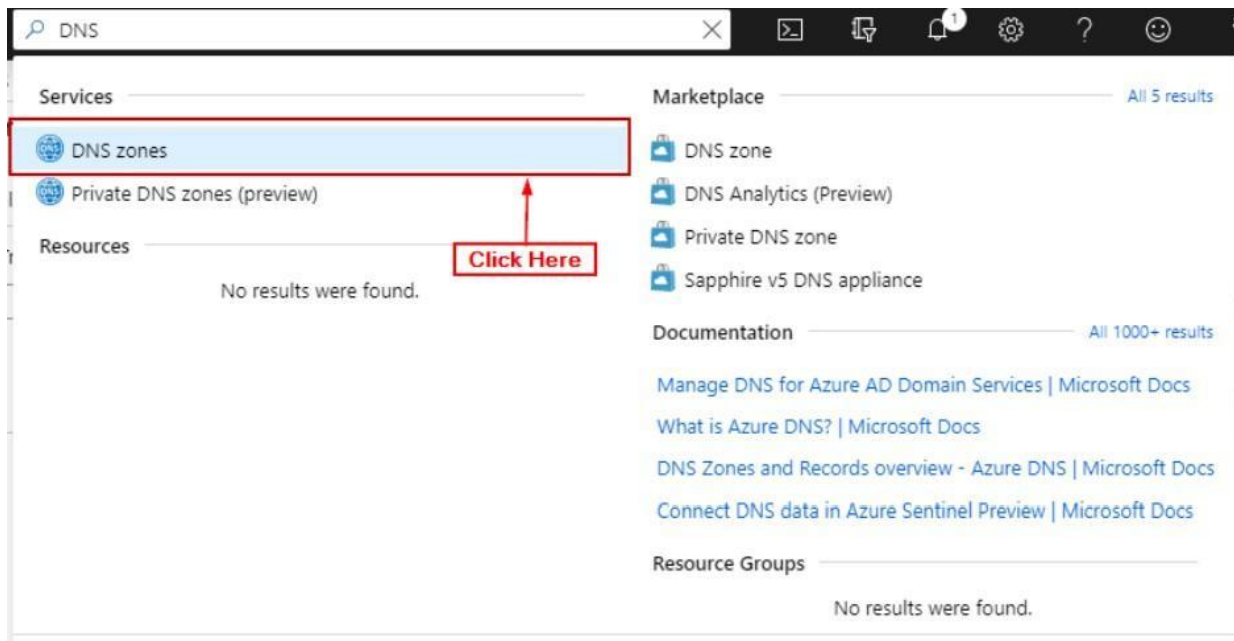 DNS
1
?
Services
DNS zones
Private DNS zones (preview)
Resources
Click Here
No results were found.
Marketplace
All 5 results
DNS zone
DNS Analytics (Preview)
Private DNS zone
Sapphire v5 DNS appliance
Documentation
All 1000+ results
Manage DNS for Azure AD Domain Services | Microsoft Docs
What is Azure DNS? | Microsoft Docs
DNS Zones and Records overview - Azure DNS | Microsoft Docs
Connect DNS data in Azure Sentinel Preview | Microsoft Docs
Resource Groups
No results were found.